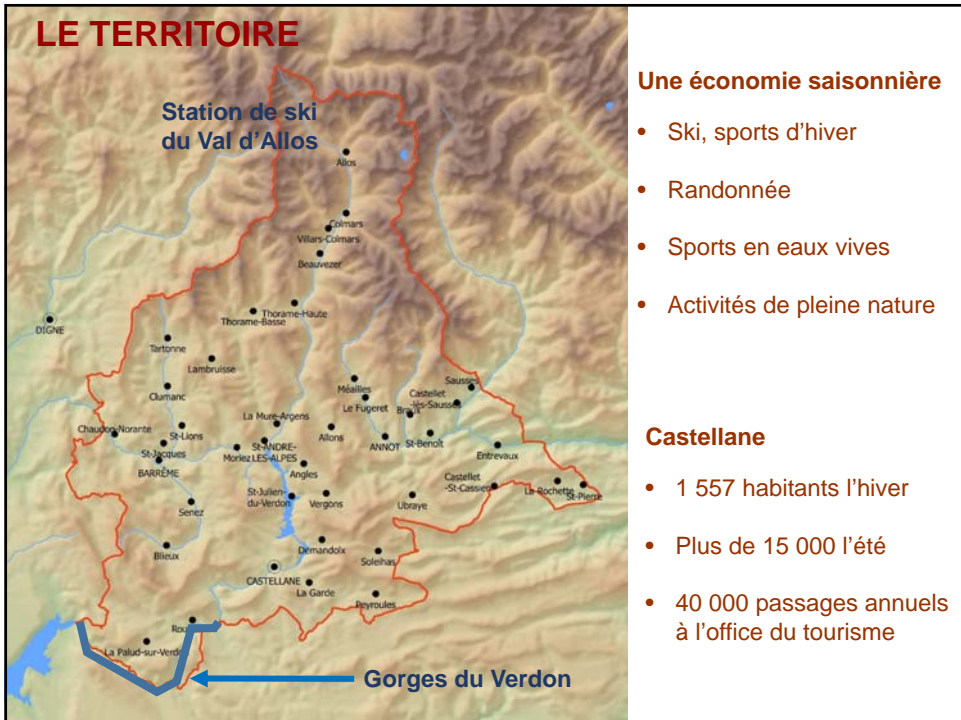 LE TERRITOIRE
Station de ski
du Val d’Allos
Allos
Colmars
Villars-Colmars
Beauvezer
Thorame-Haute
Thorame-Basse
DIGNE
Tartonne
Lambruisse
Clumanc
Méailles
Le Fugeret
Sausses
Castellet
-lès-Sausses
Braux
La Mure-Argens
Chaudon-Norante
St-Lions
St-Jacques
BARRÊME
Moriez
St-ANDRE-
LES-ALPES
Allons
ANNOT
St-Benoît
Entrevaux
Angles
Senez
St-Julien-
du-Verdon
Vergons
Ubraye
Castellet
-St-Cassien
La Rochette
St-Pierre
Blieux
Demandolx
Soleihas
CASTELLANE
La Garde
Peyroules
Rou
La Palud-sur-Verdon
Gorges du Verdon
Une économie saisonnière
• Ski, sports d’hiver
• Randonnée
• Sports en eaux vives
• Activités de pleine nature
Castellane
• 1 557 habitants l’hiver
• Plus de 15 000 l’été
• 40 000 passages annuels
à l’office du tourisme